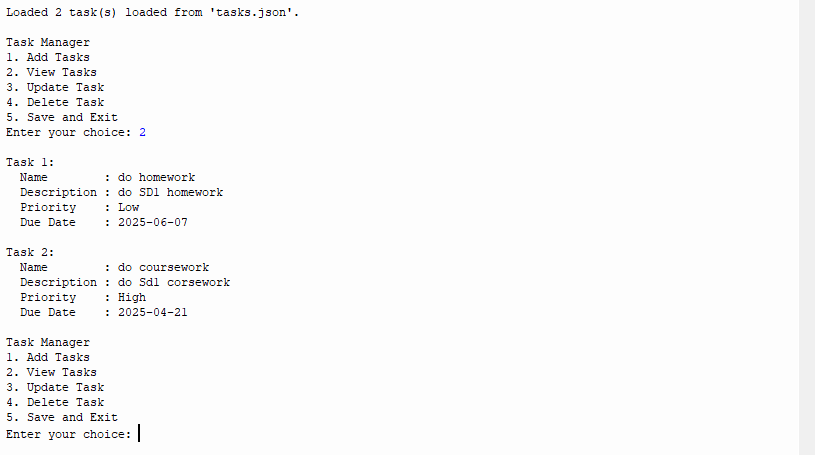 Loaded 2 task(s) loaded from 'tasks.json'.

Task Manager
1. Add Tasks
2. View Tasks
3. Update Task
4. Delete Task
5. Save and Exit
Enter your choice: 2

Task 1:
  Name        : do homework
  Description : do SD1 homework
  Priority    : Low
  Due Date    : 2025-06-07

Task 2:
  Name        : do coursework
  Description : do Sd1 corsework
  Priority    : High
  Due Date    : 2025-04-21

Task Manager
1. Add Tasks
2. View Tasks
3. Update Task
4. Delete Task
5. Save and Exit
Enter your choice: